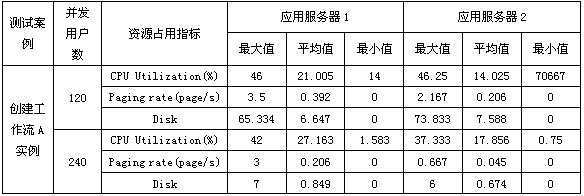 测试案例 并发用户数 资源占用指标 应用服务器1 应用服务器2
最大值 平均值 最小值 最大值 平均值 最小值
创建工作流A实例 120 CPU Utilization(%) 46 21.005 14 46.25 14.025 70667
Paging rate(page/s) 3.5 0.392 0 2.167 0.206 0
Disk 65.334 6.647 0 73.833 7.588 0
240 CPU Utilization(%) 42 27.163 1.583 37.333 17.856 0.75
Paging rate(page/s) 3 0.206 0 0.667 0.045 0
Disk 7 0.849 0 6 0.674 0